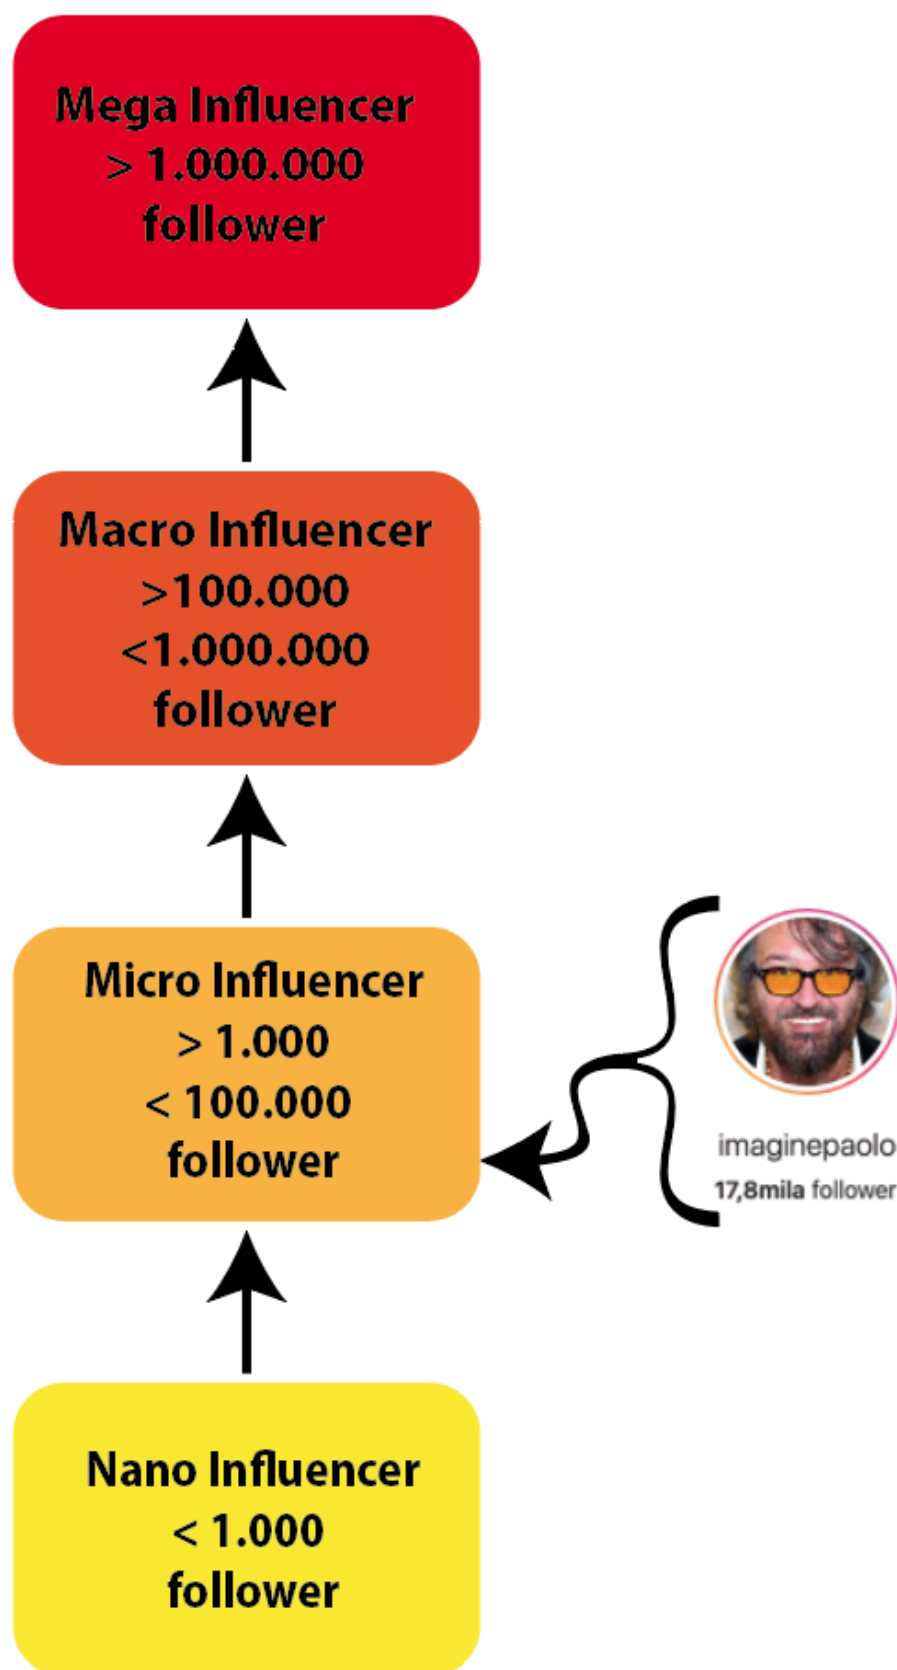 Mega Influencer
> 1.000.000
follower
Macro Influencer
>100.000
<1.000.000
follower
Micro Influencer
> 1.000
< 100.000
follower
imaginepaolo
17,8mila follower
Nano Influencer
< 1.000
follower